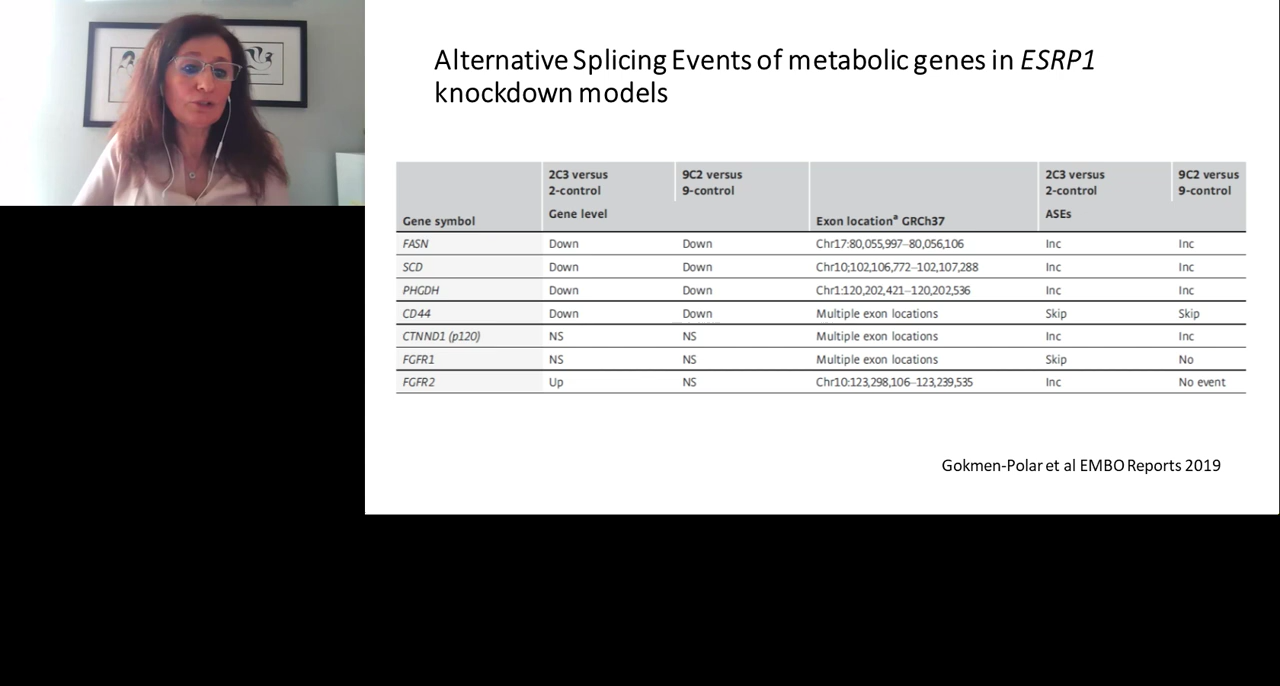 Alternative Splicing Events of metabolic genes in ESRP1
knockdown models
2C3 versus 2-control 9C2 versus 9-control 2C3 versus 2-control 9C2 versus 9-control
Gene symbol Gene level Exon locationᵃ GRCh37 ASEs
FASN Down Down Chr17:80,055,997–80,056,106 Inc Inc
SCD Down Down Chr10;102,106,772–102,107,288 Inc Inc
PHGDH Down Down Chr1:120,202,421–120,202,536 Inc Inc
CD44 Down Down Multiple exon locations Skip Skip
CTNND1 (p120) NS NS Multiple exon locations Inc Inc
FGFR1 NS NS Multiple exon locations Skip No
FGFR2 Up NS Chr10:123,298,106–123,239,535 Inc No event
Gokmen-Polar et al EMBO Reports 2019